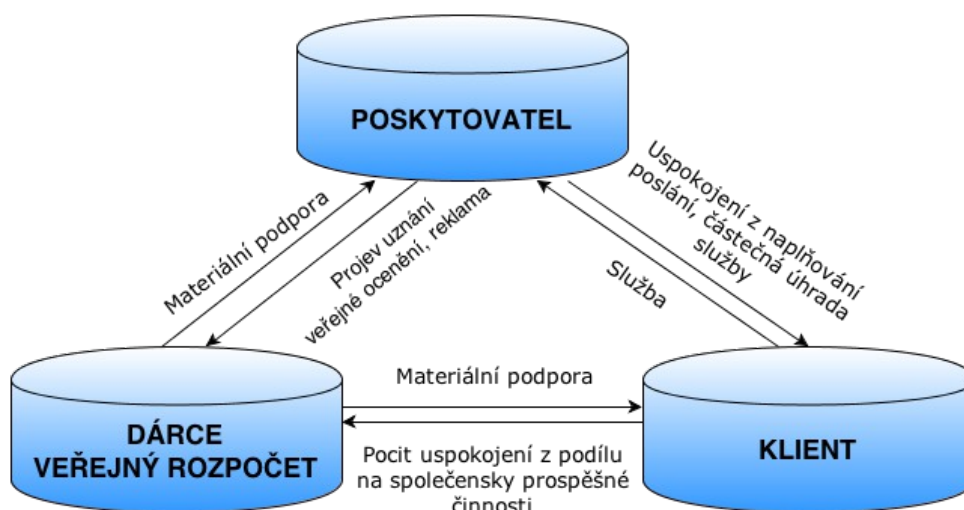 POSKYTOVATEL
Materiální podpora
Projev uznání
veřejné ocenění, reklama
Uspokojení z naplňování
poslání, částečná úhrada
služby
Služba
DÁRCE
VEŘEJNÝ ROZPOČET
Materiální podpora
Pocit uspokojení z podílu
na společensky prospěšné
činnosti
KLIENT